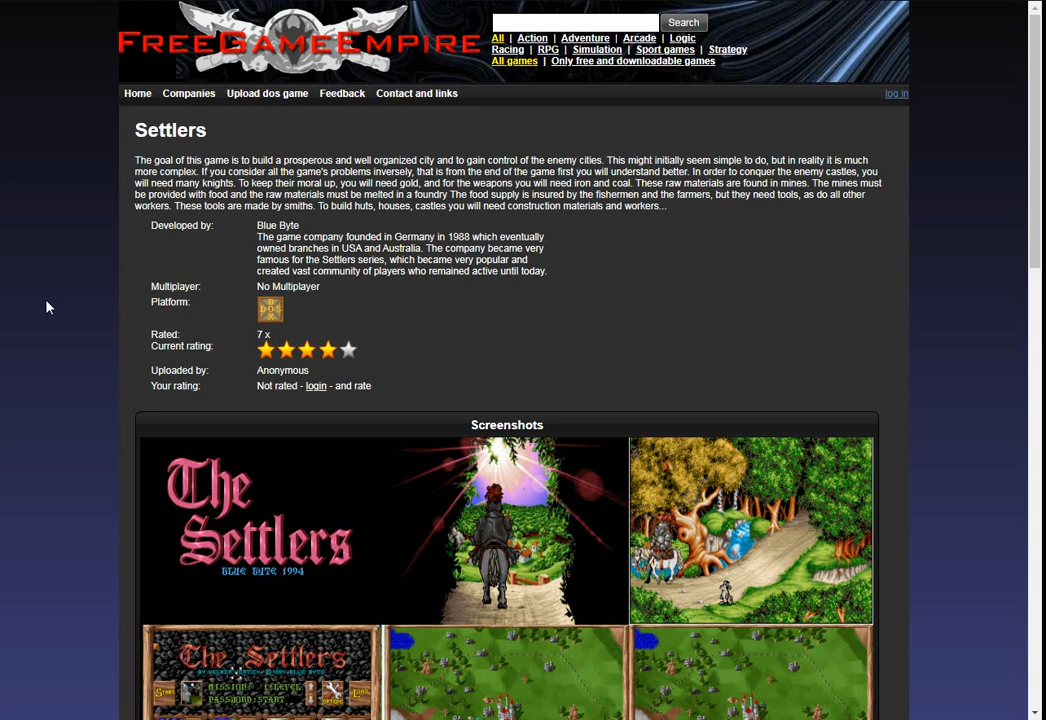 FREEGAMEEMPIRE
Search
All | Action | Adventure | Arcade | Logic
Racing | RPG | Simulation | Sport games | Strategy
All games | Only free and downloadable games
Home Companies Upload dos game Feedback Contact and links log in
Settlers
The goal of this game is to build a prosperous and well organized city and to gain control of the enemy cities. This might initially seem simple to do, but in reality it is much
more complex. If you consider all the game's problems inversely, that is from the end of the game first you will understand better. In order to conquer the enemy castles, you
will need many knights. To keep their moral up, you will need gold, and for the weapons you will need iron and coal. These raw materials are found in mines. The mines must
be provided with food and the raw materials must be melted in a foundry The food supply is insured by the fishermen and the farmers, but they need tools, as do all other
workers. These tools are made by smiths. To build huts, houses, castles you will need construction materials and workers...
Developed by: Blue Byte
The game company founded in Germany in 1988 which eventually
owned branches in USA and Australia. The company became very
famous for the Settlers series, which became very popular and
created vast community of players who remained active until today.
Multiplayer: No Multiplayer
Platform:
DOS
BOX
Rated: 7 x
Current rating:
Uploaded by: Anonymous
Your rating: Not rated - login - and rate
Screenshots
The
Settlers
BLUE BYTE 1994
The Settlers
START MISSION: 1.LEVEL
PASSWORD:START OPTIONS LOAD